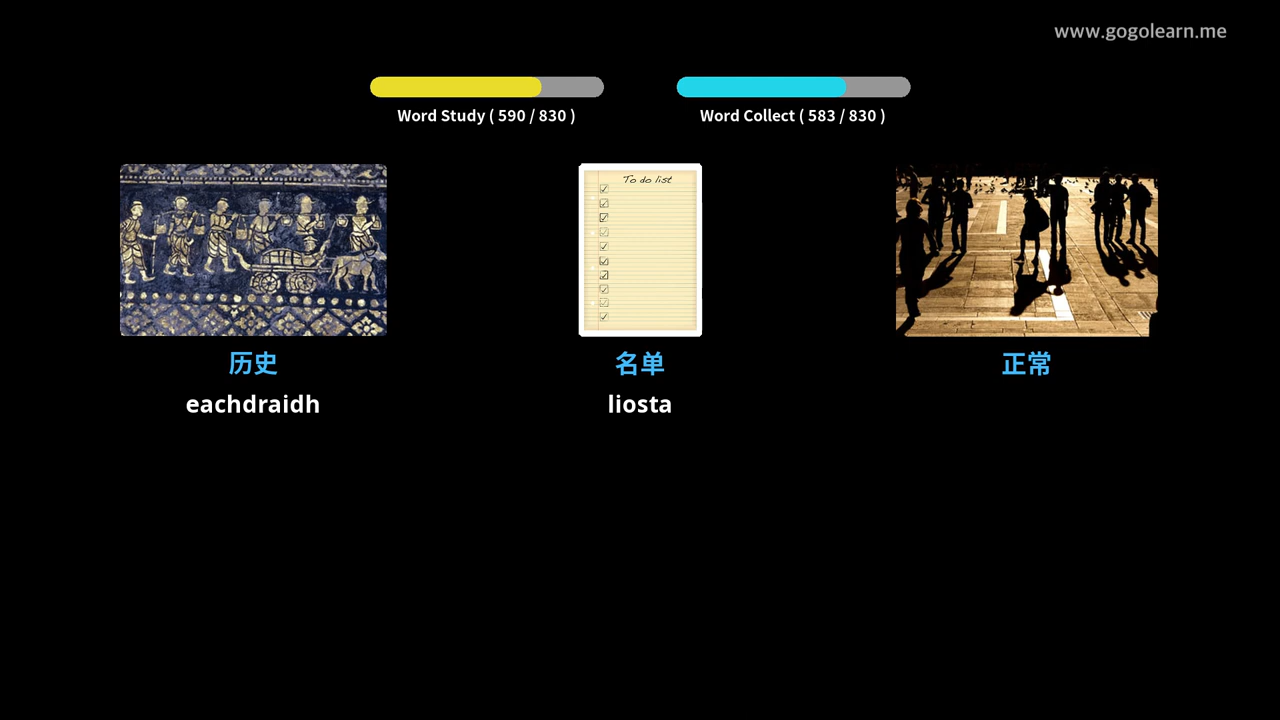 www.gogolearn.me
Word Study ( 590 / 830 )
Word Collect ( 583 / 830 )
To do list
历史
名单
正常
eachdraidh
liosta